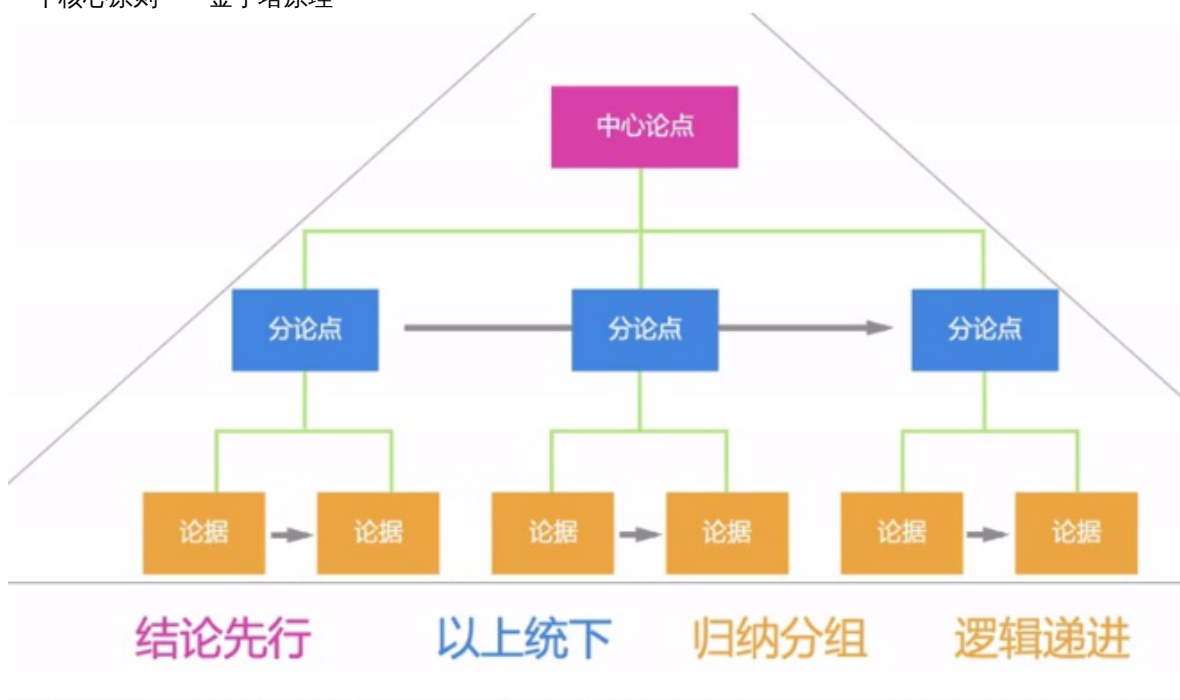 中心论点
分论点 分论点 分论点
论据 论据 论据 论据 论据 论据
结论先行 以上统下 归纳分组 逻辑递进